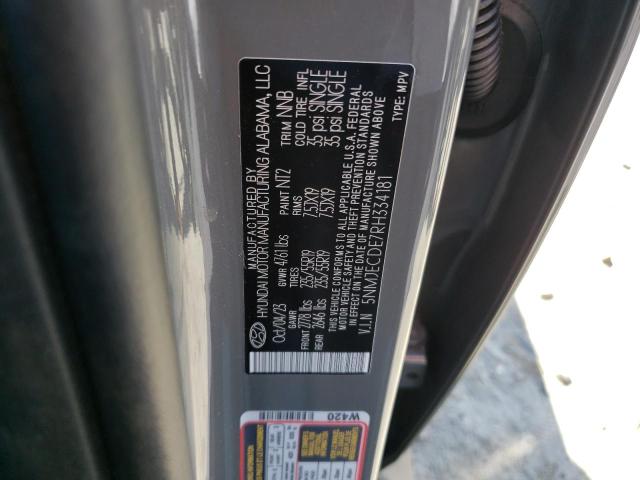 MANUFACTURED BY
HYUNDAI MOTOR MANUFACTURING ALABAMA, LLC
Oct/04/23 GVWR 4761 lbs PAINT NT2 TRIM NNB
GAWR TIRES RIMS COLD TIRE INFL
FRONT 2778 lbs 235/55R19 7.5JX19 35 psi SINGLE
REAR 2646 lbs 235/55R19 7.5JX19 35 psi SINGLE
THIS VEHICLE CONFORMS TO ALL APPLICABLE U.S.A. FEDERAL
MOTOR VEHICLE SAFETY, BUMPER, AND THEFT PREVENTION STANDARDS
IN EFFECT ON THE DATE OF MANUFACTURE SHOWN ABOVE
V.I.N 5NMJECDE7RH334181 TYPE: MPV
W420